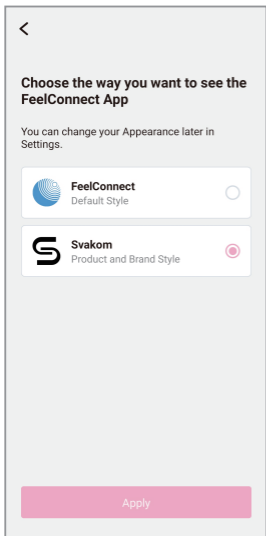 Choose the way you want to see the
FeelConnect App
You can change your Appearance later in
Settings.
FeelConnect
Default Style
Svakom
Product and Brand Style
Apply